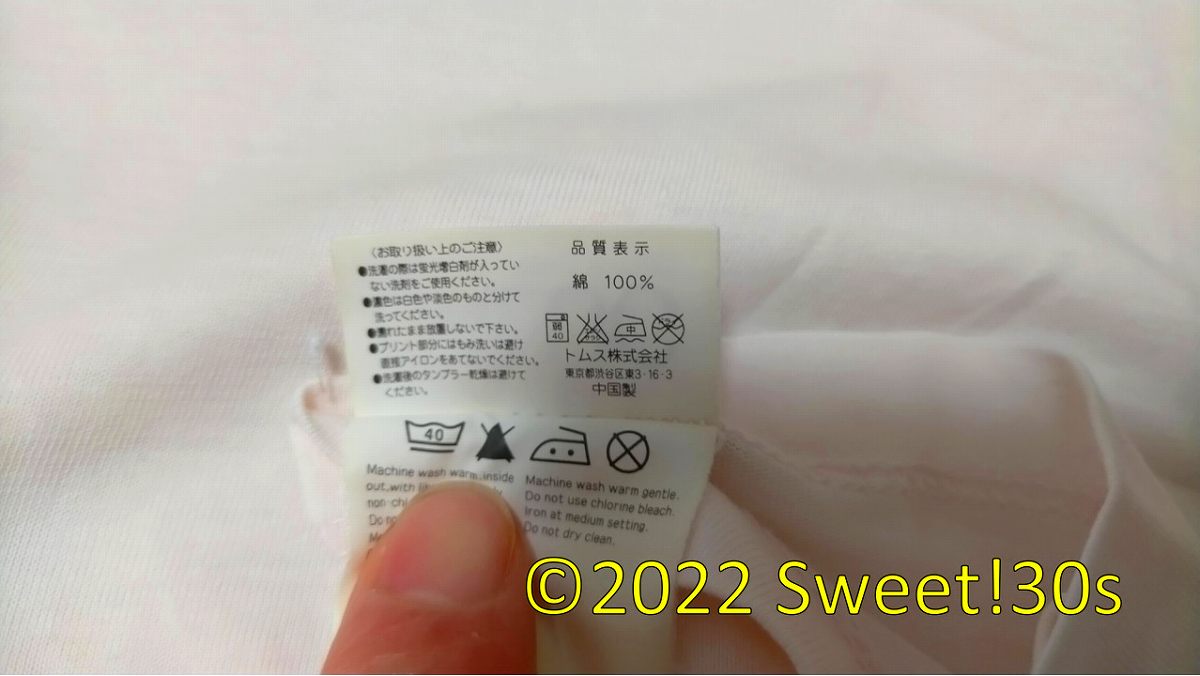 〈お取り扱い上のご注意〉
●洗濯の際は蛍光増白剤が入ってい
ない洗剤をご使用ください。
●濃色は白色や淡色のものと分けて
洗ってください。
●濡れたまま放置しないで下さい。
●プリント部分にはもみ洗いは避け
直接アイロンをあてないでください。
●洗濯後のタンブラー乾燥は避けて
ください。
品質表示
綿 100%
40
中
トムス株式会社
東京都渋谷区東3-16-3
中国製
40
Machine wash warm, inside
out, with
Do
Machine wash warm gentle.
Do not use chlorine bleach.
Iron at medium setting.
Do not dry clean.
©2022 Sweet!30s